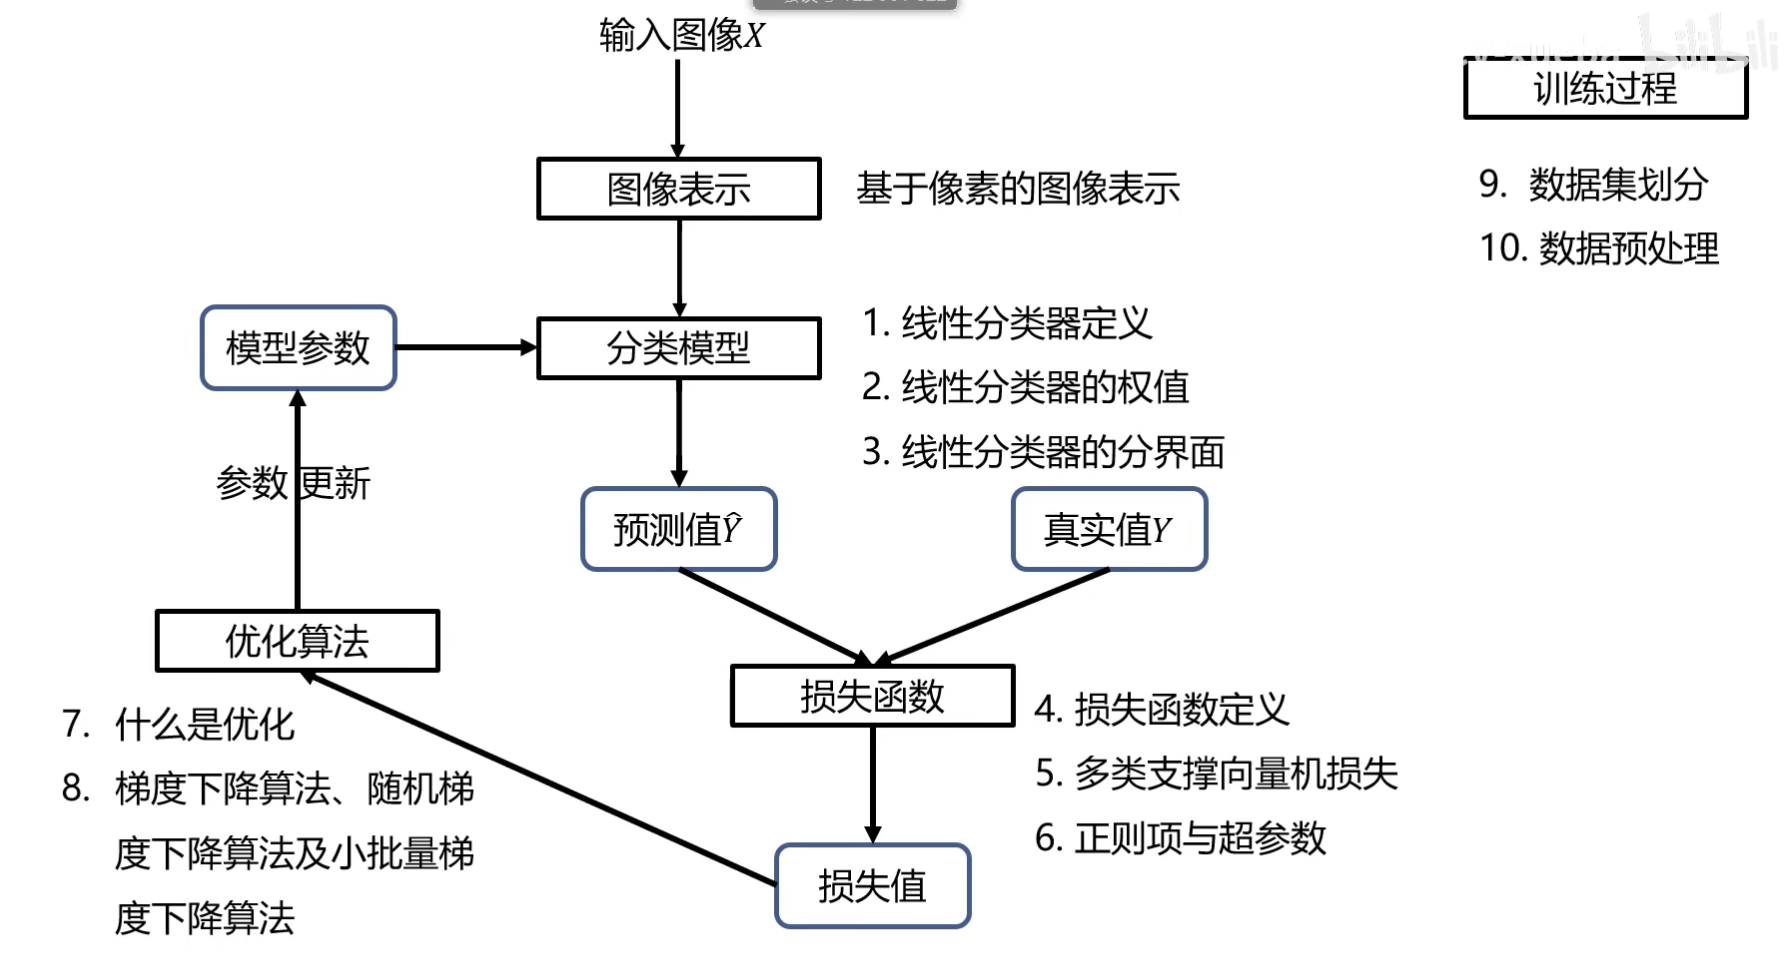 输入图像X
训练过程
图像表示
基于像素的图像表示
9. 数据集划分
10. 数据预处理
模型参数
分类模型
1. 线性分类器定义
2. 线性分类器的权值
3. 线性分类器的分界面
参数 更新
预测值Ŷ
真实值Y
优化算法
损失函数
7. 什么是优化
8. 梯度下降算法、随机梯
度下降算法及小批量梯
度下降算法
4. 损失函数定义
5. 多类支撑向量机损失
6. 正则项与超参数
损失值
bilibili